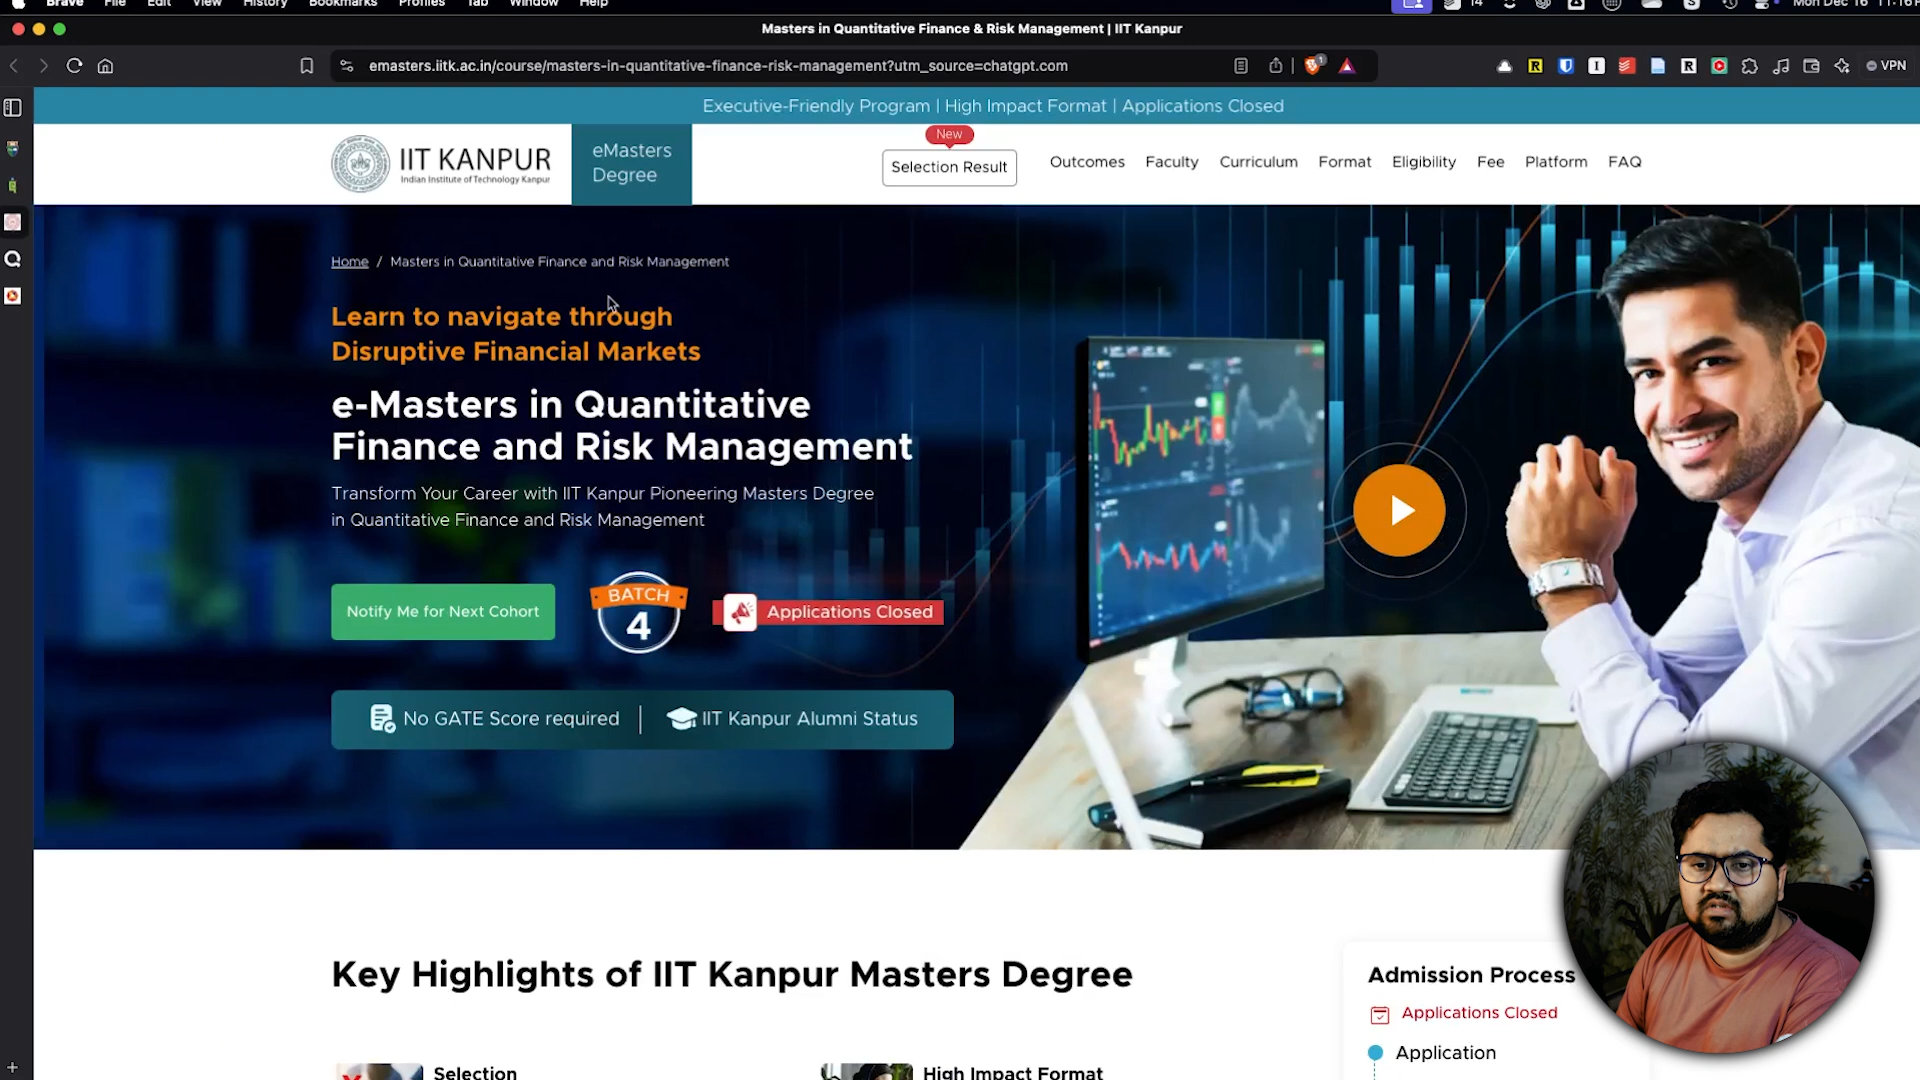 Brave File Edit View History Bookmarks Profiles Tab Window Help
14
Mon Dec 16
Masters in Quantitative Finance & Risk Management | IIT Kanpur
emasters.iitk.ac.in/course/masters-in-quantitative-finance-risk-management?utm_source=chatgpt.com
VPN
Executive-Friendly Program | High Impact Format | Applications Closed
IIT KANPUR
Indian Institute of Technology Kanpur
eMasters
Degree
New
Selection Result
Outcomes Faculty Curriculum Format Eligibility Fee Platform FAQ
Home / Masters in Quantitative Finance and Risk Management
Learn to navigate through
Disruptive Financial Markets
e-Masters in Quantitative
Finance and Risk Management
Transform Your Career with IIT Kanpur Pioneering Masters Degree
in Quantitative Finance and Risk Management
Notify Me for Next Cohort
BATCH
4
Applications Closed
No GATE Score required | IIT Kanpur Alumni Status
Key Highlights of IIT Kanpur Masters Degree
Admission Process
Applications Closed
Application
Selection
High Impact Format